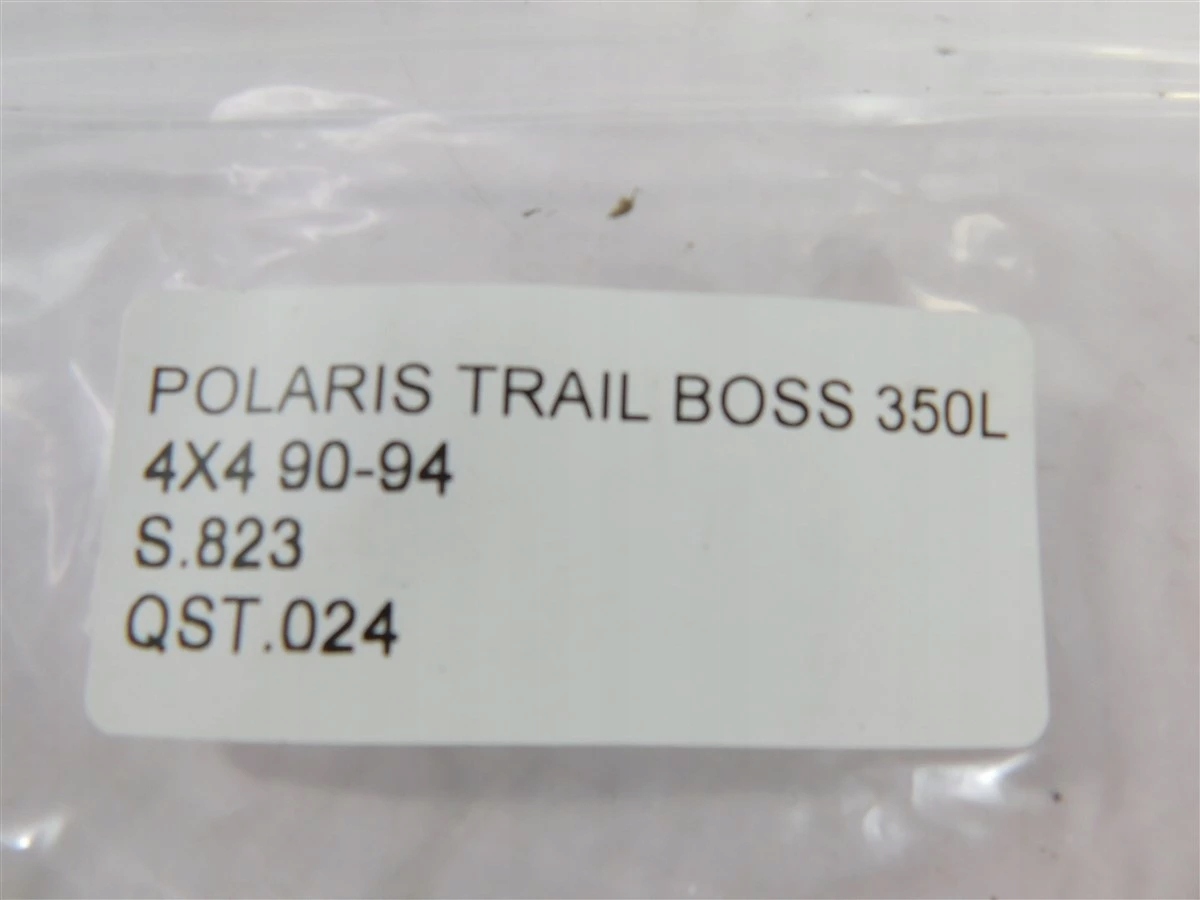 POLARIS TRAIL BOSS 350L
4X4 90-94
S.823
QST.024